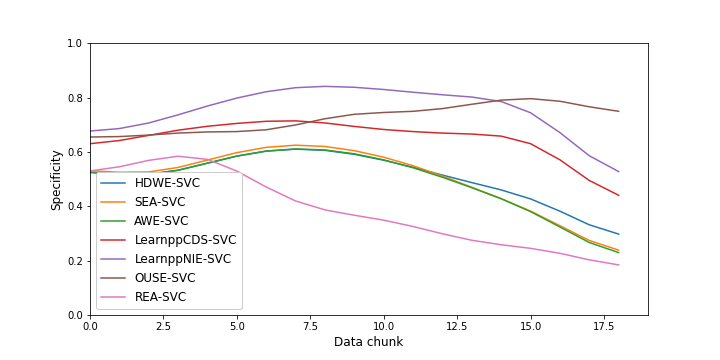 1.0
0.8
0.6
0.4
0.2
0.0
Specificity
HDWE-SVC
SEA-SVC
AWE-SVC
LearnppCDS-SVC
LearnppNIE-SVC
OUSE-SVC
REA-SVC
0.0 2.5 5.0 7.5 10.0 12.5 15.0 17.5
Data chunk